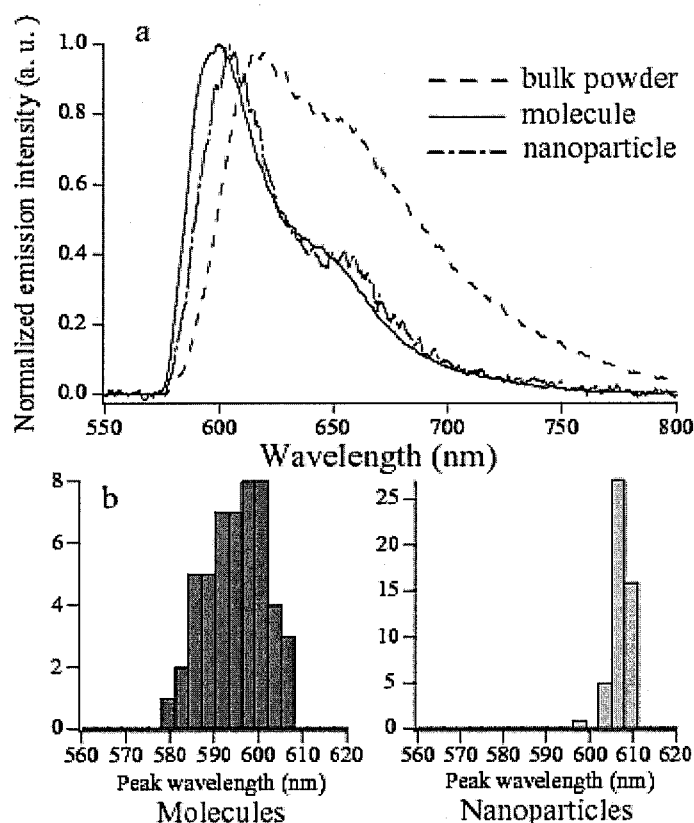 a
Normalized emission intensity (a. u.)
1.0
0.8
0.6
0.4
0.2
0.0
bulk powder
molecule
nanoparticle
550 600 650 700 750 800
Wavelength (nm)
b
8
6
4
2
0
560 570 580 590 600 610 620
Peak wavelength (nm)
Molecules
25
20
15
10
5
0
560 570 580 590 600 610 620
Peak wavelength (nm)
Nanoparticles